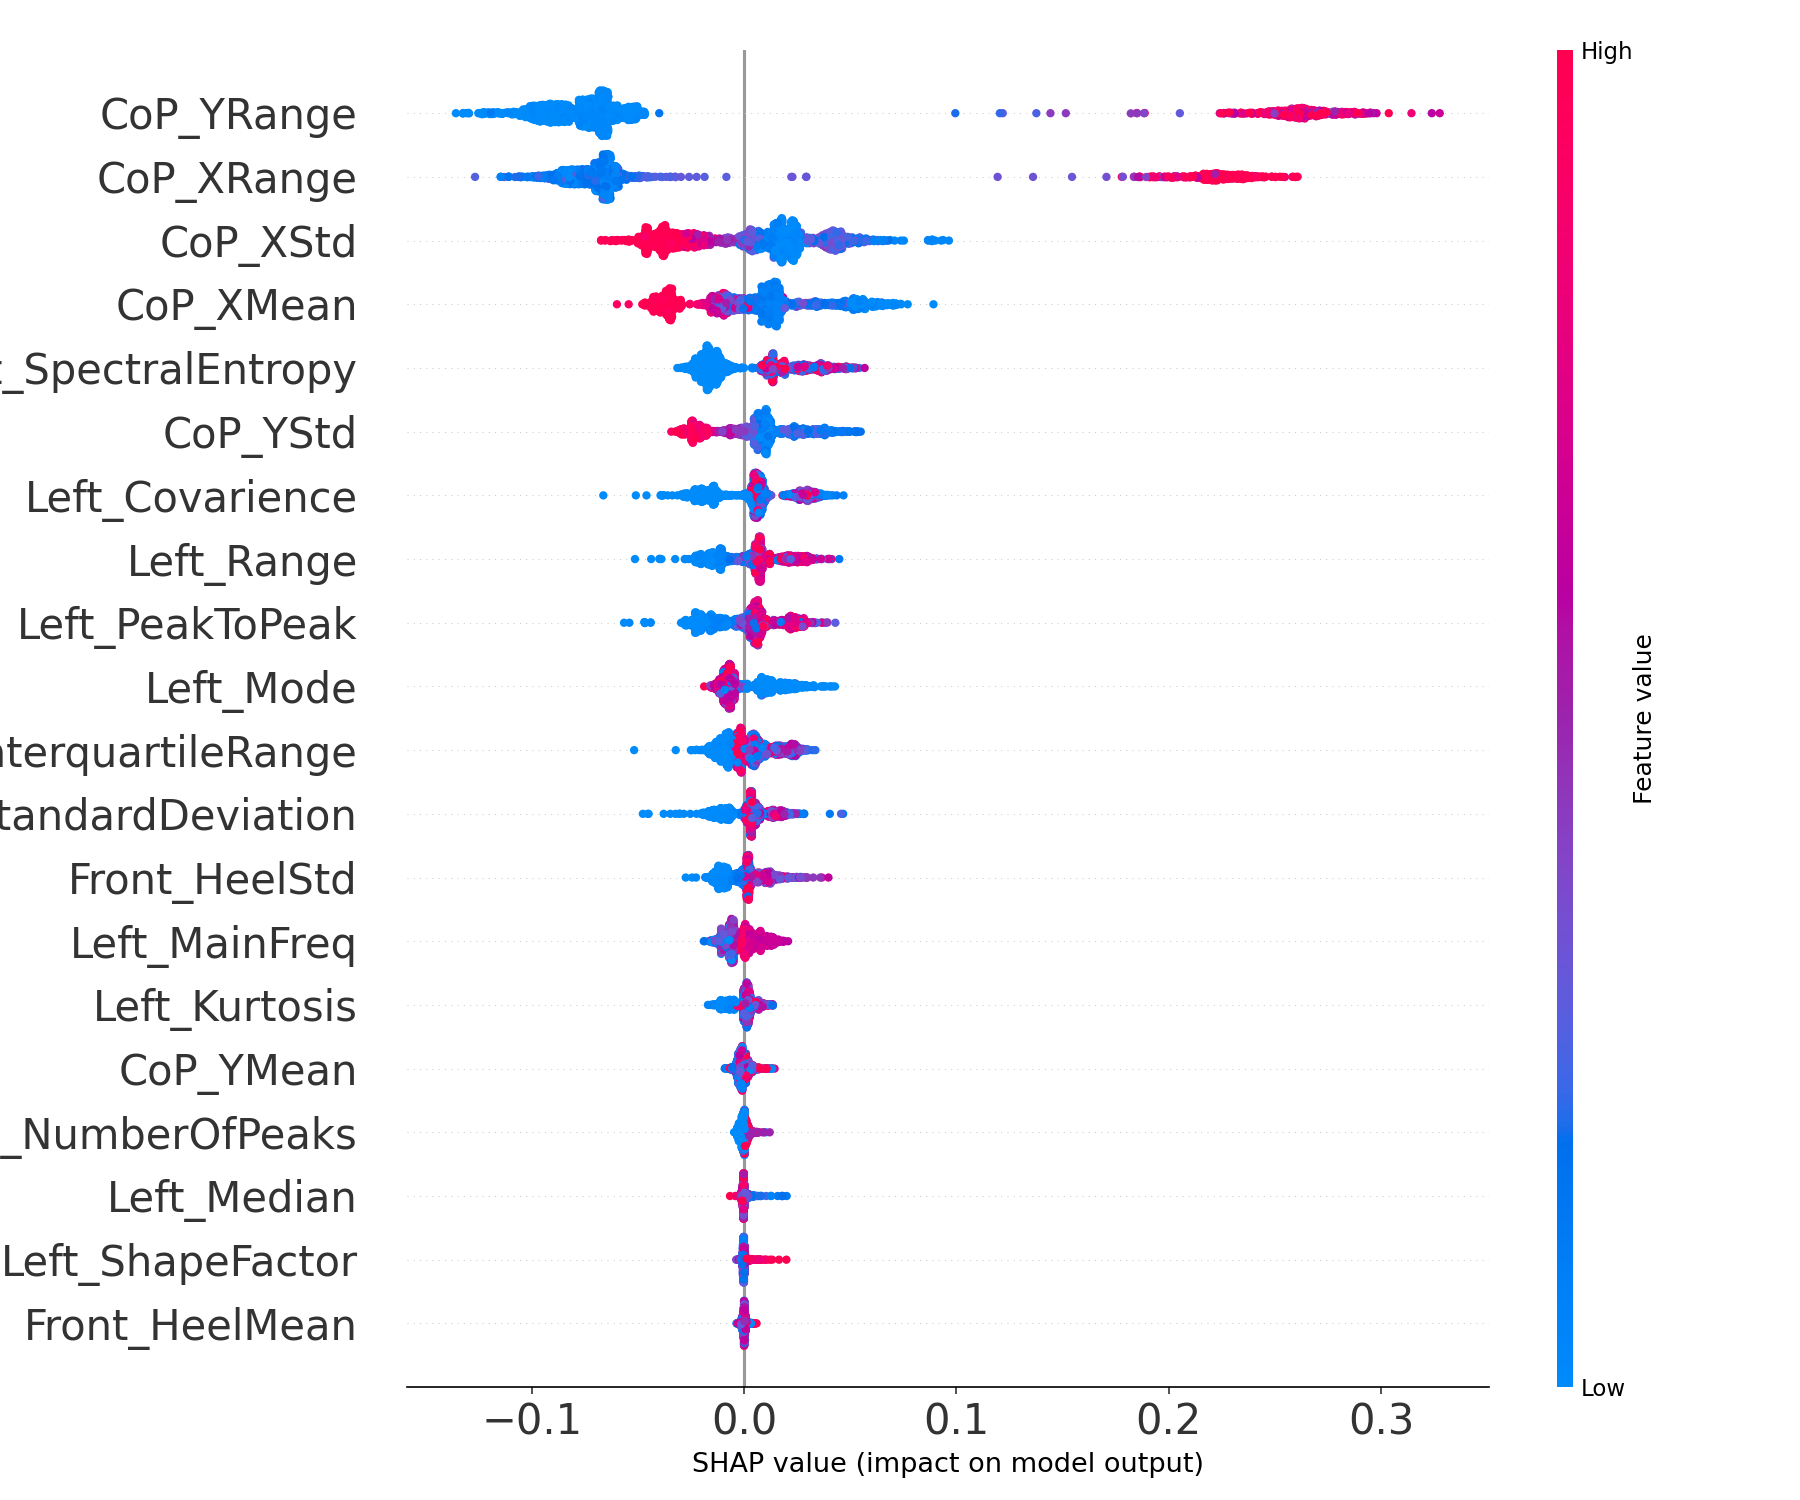 High
CoP_YRange
CoP_XRange
CoP_XStd
CoP_XMean
t_SpectralEntropy
CoP_YStd
Left_Covarience
Left_Range
Left_PeakToPeak
Left_Mode
nterquartileRange
tandardDeviation
Front_HeelStd
Left_MainFreq
Left_Kurtosis
CoP_YMean
_NumberOfPeaks
Left_Median
Left_ShapeFactor
Front_HeelMean
Feature value
Low
−0.1 0.0 0.1 0.2 0.3
SHAP value (impact on model output)